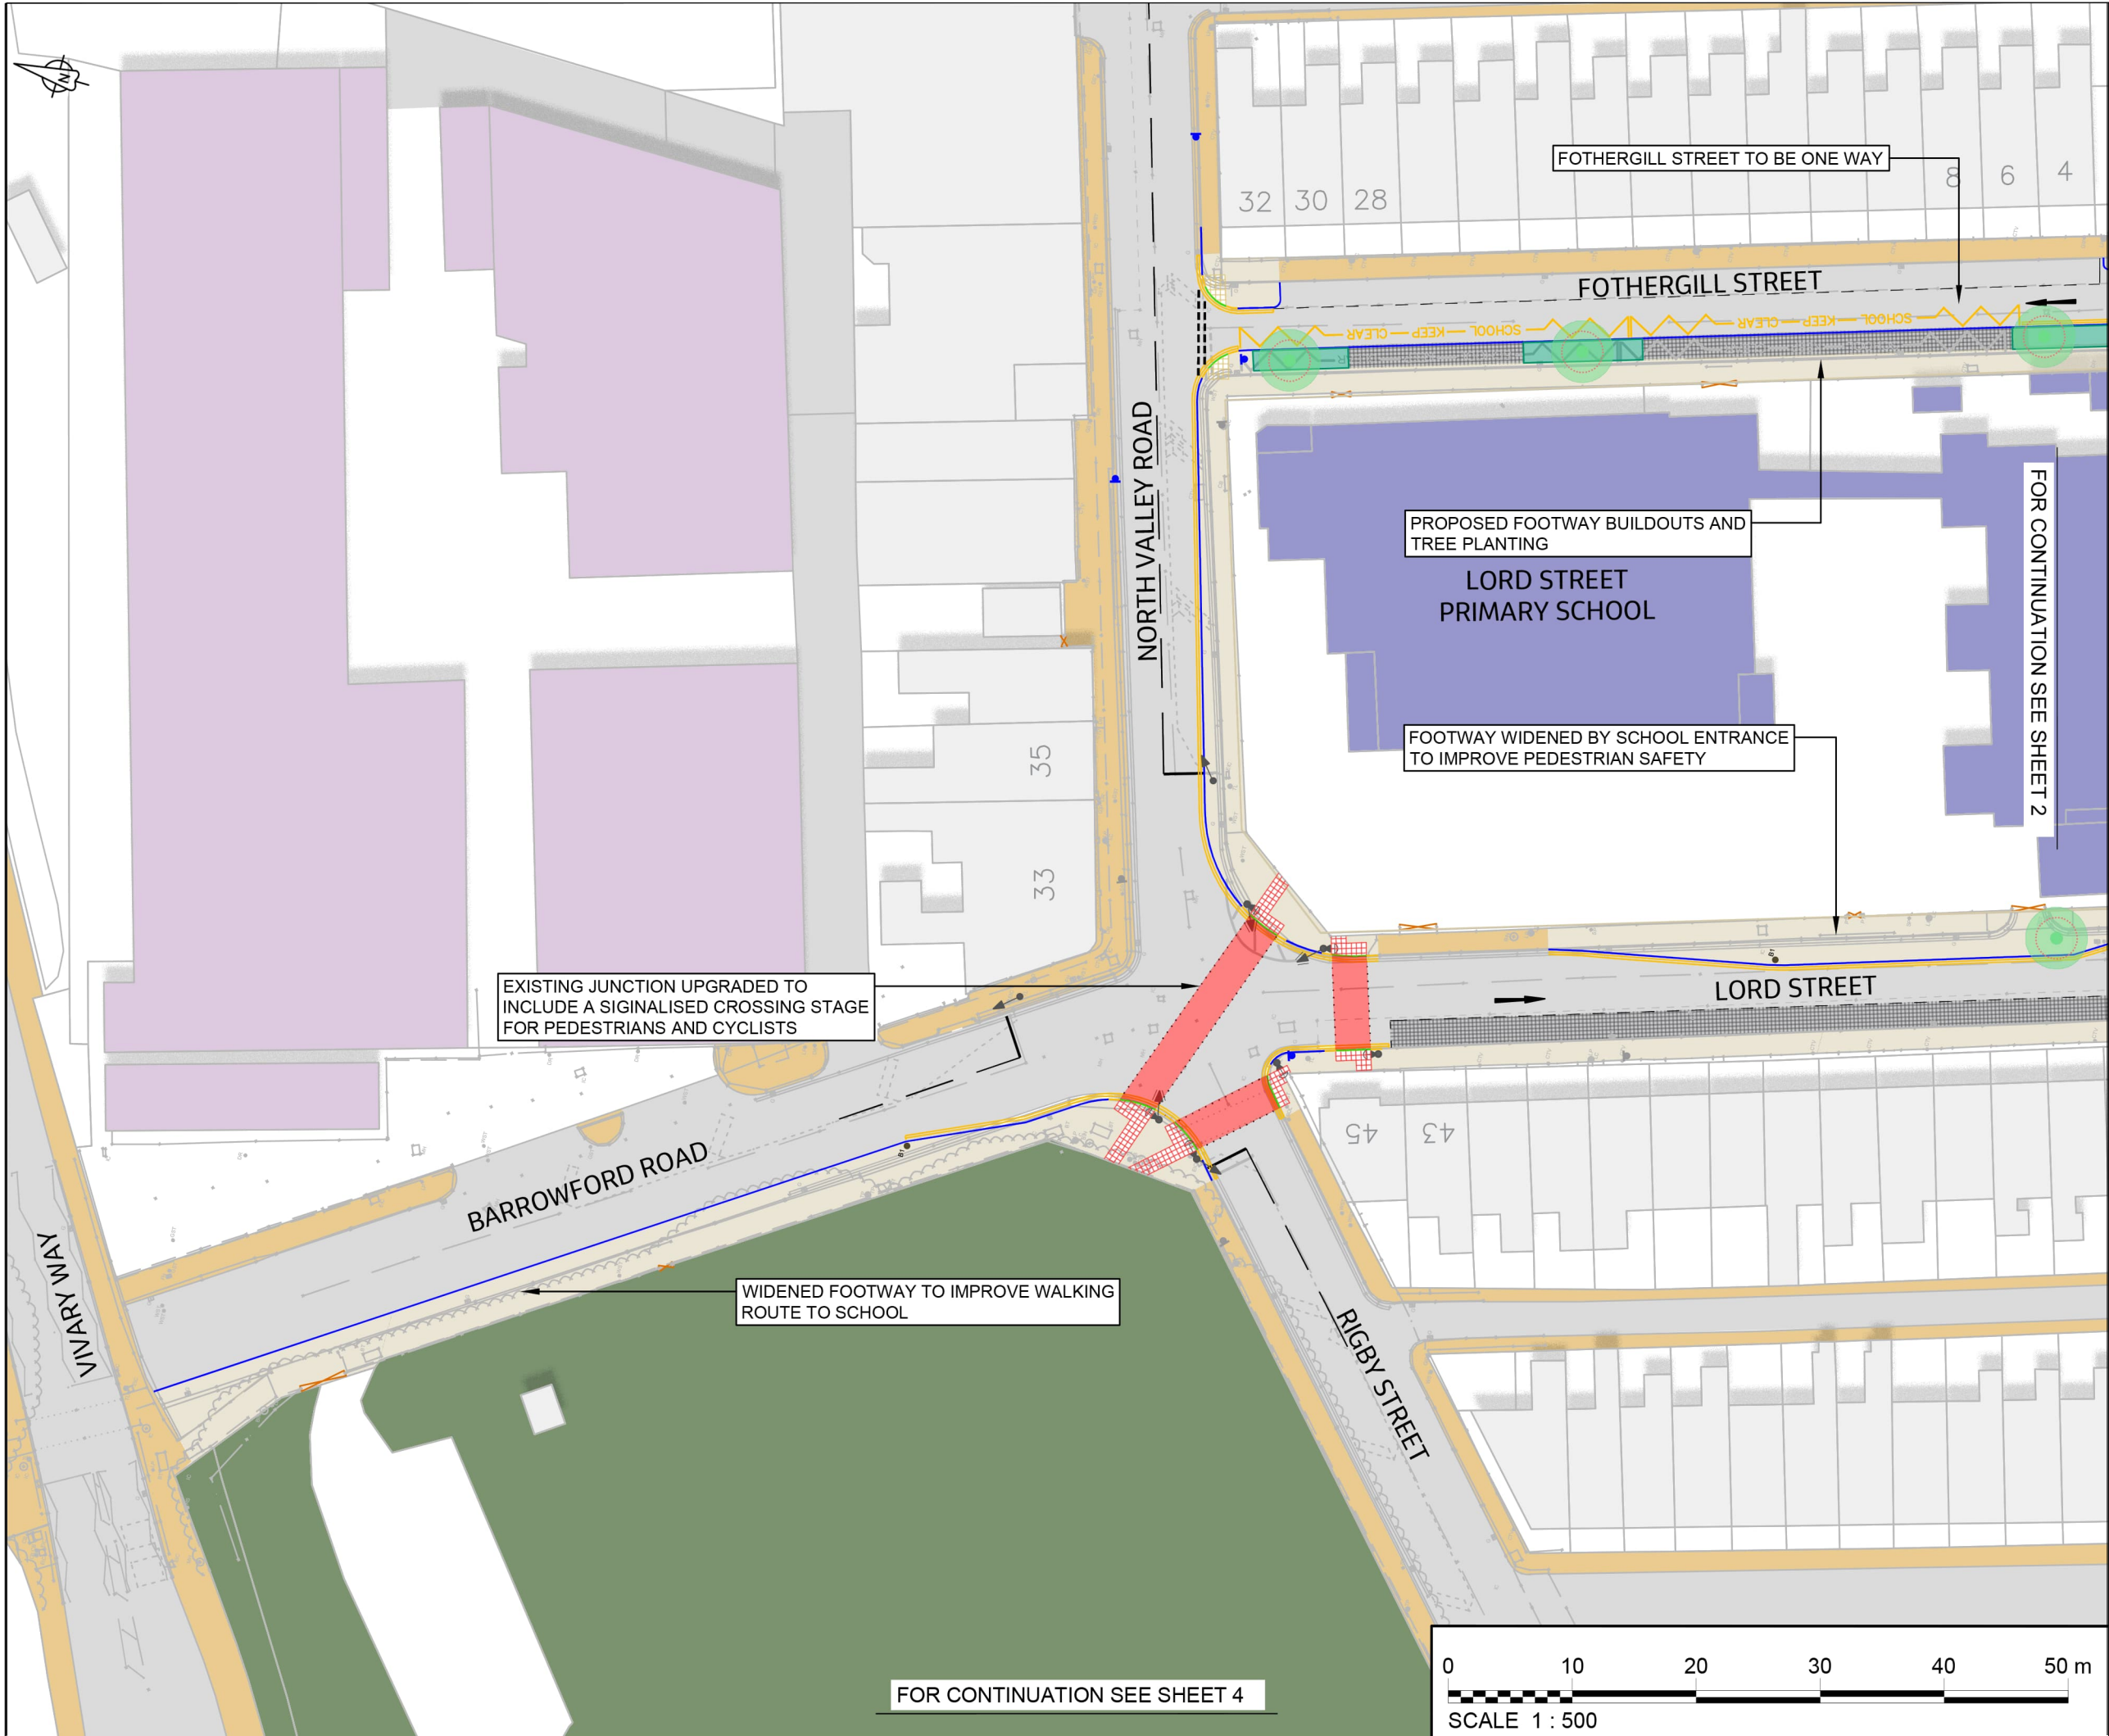 N
FOTHERGILL STREET TO BE ONE WAY
32 30 28 8 6 4
FOTHERGILL STREET
SCHOOL — KEEP — CLEAR
SCHOOL — KEEP — CLEAR
NORTH VALLEY ROAD
PROPOSED FOOTWAY BUILDOUTS AND
TREE PLANTING
LORD STREET
PRIMARY SCHOOL
FOR CONTINUATION SEE SHEET 2
FOOTWAY WIDENED BY SCHOOL ENTRANCE
TO IMPROVE PEDESTRIAN SAFETY
35
33
EXISTING JUNCTION UPGRADED TO
INCLUDE A SIGINALISED CROSSING STAGE
FOR PEDESTRIANS AND CYCLISTS
LORD STREET
45 43
BARROWFORD ROAD
VIVARY WAY
WIDENED FOOTWAY TO IMPROVE WALKING
ROUTE TO SCHOOL
RIGBY STREET
FOR CONTINUATION SEE SHEET 4
0 10 20 30 40 50 m
SCALE 1 : 500